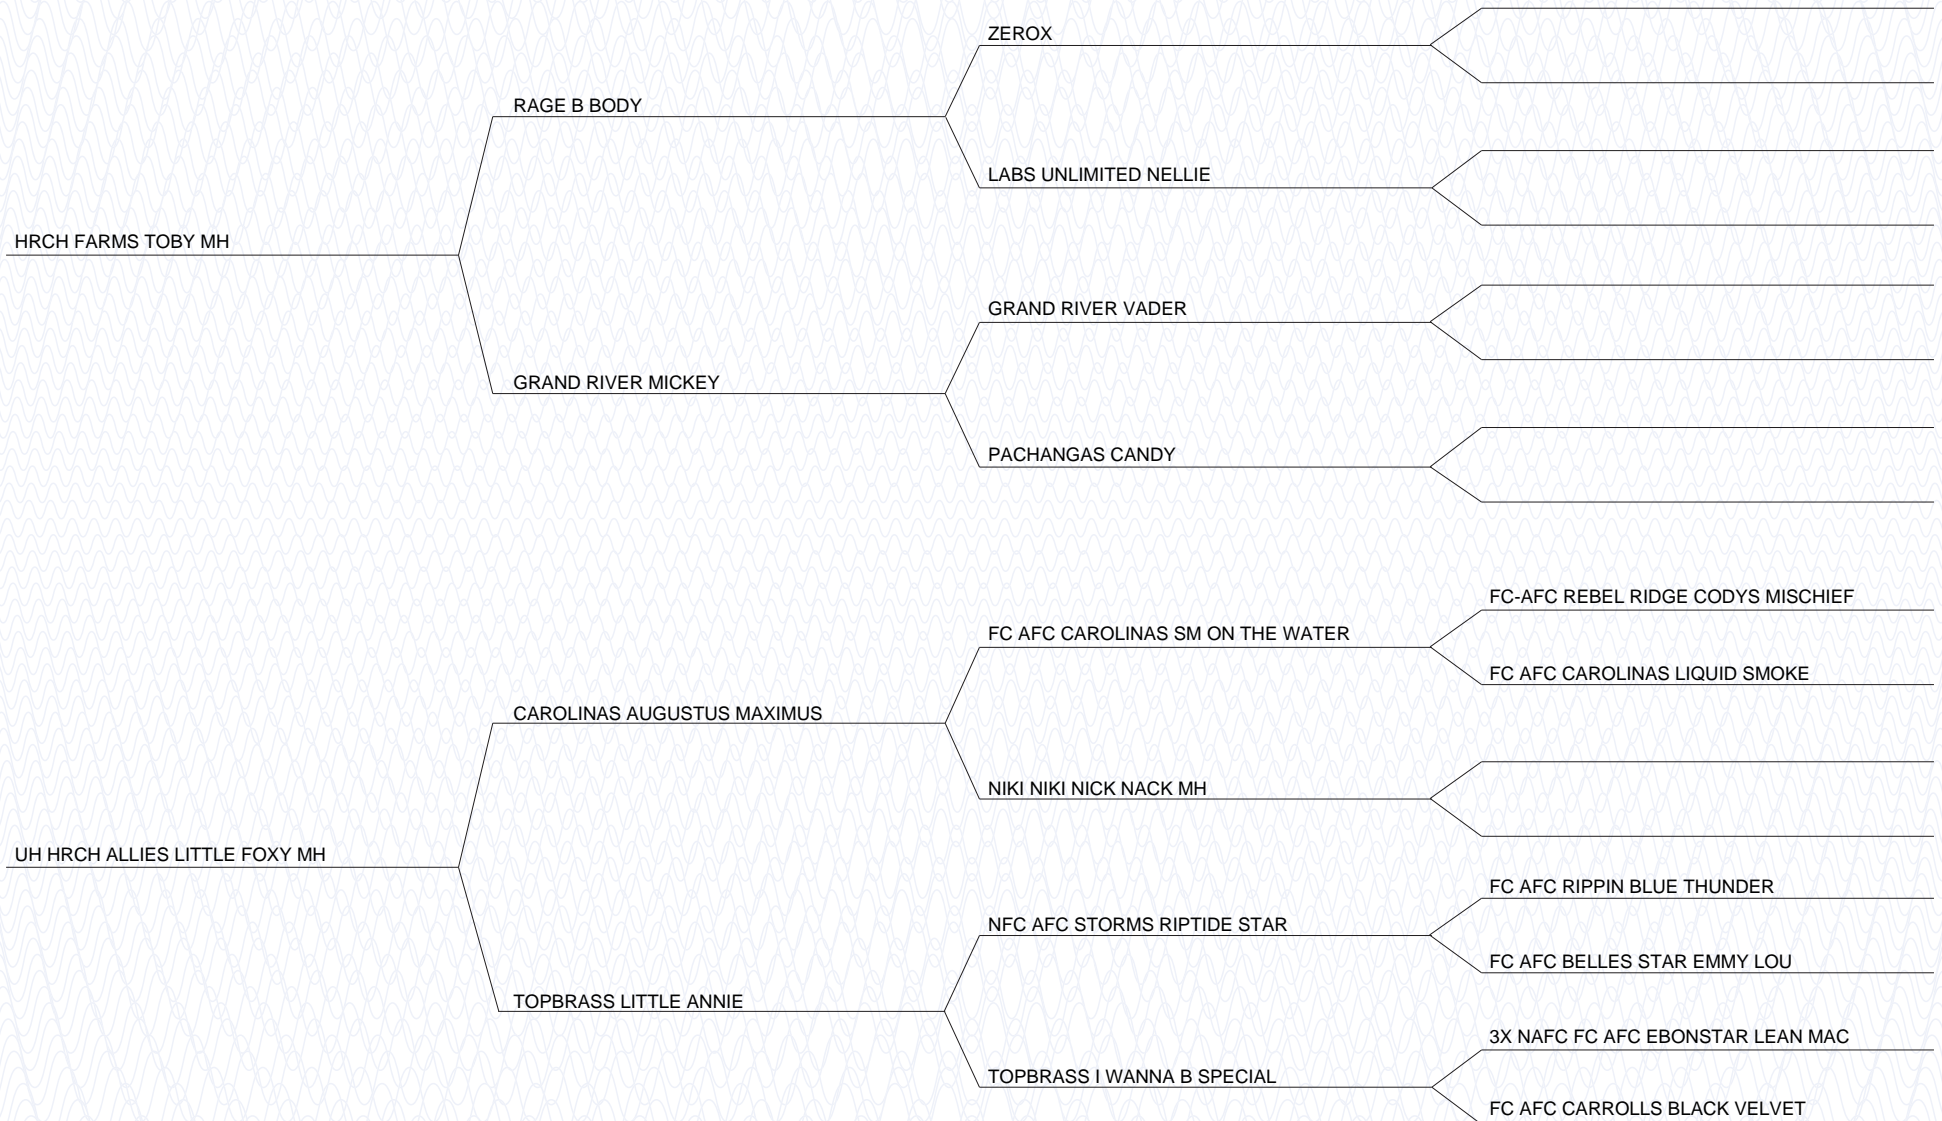 ZEROX
RAGE B BODY
LABS UNLIMITED NELLIE
HRCH FARMS TOBY MH
GRAND RIVER VADER
GRAND RIVER MICKEY
PACHANGAS CANDY
FC-AFC REBEL RIDGE CODYS MISCHIEF
FC AFC CAROLINAS SM ON THE WATER
FC AFC CAROLINAS LIQUID SMOKE
CAROLINAS AUGUSTUS MAXIMUS
NIKI NIKI NICK NACK MH
UH HRCH ALLIES LITTLE FOXY MH
FC AFC RIPPIN BLUE THUNDER
NFC AFC STORMS RIPTIDE STAR
FC AFC BELLES STAR EMMY LOU
TOPBRASS LITTLE ANNIE
3X NAFC FC AFC EBONSTAR LEAN MAC
TOPBRASS I WANNA B SPECIAL
FC AFC CARROLLS BLACK VELVET